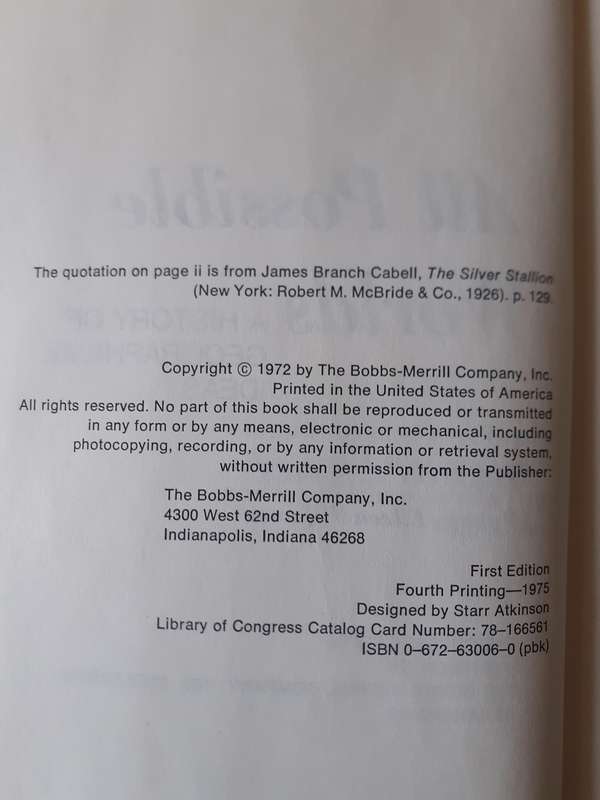 The quotation on page ii is from James Branch Cabell, The Silver Stallion
(New York: Robert M. McBride & Co., 1926). p. 129.
Copyright © 1972 by The Bobbs-Merrill Company, Inc.
Printed in the United States of America
All rights reserved. No part of this book shall be reproduced or transmitted
in any form or by any means, electronic or mechanical, including
photocopying, recording, or by any information or retrieval system,
without written permission from the Publisher:
The Bobbs-Merrill Company, Inc.
4300 West 62nd Street
Indianapolis, Indiana 46268
First Edition
Fourth Printing—1975
Designed by Starr Atkinson
Library of Congress Catalog Card Number: 78–166561
ISBN 0–672–63006–0 (pbk)